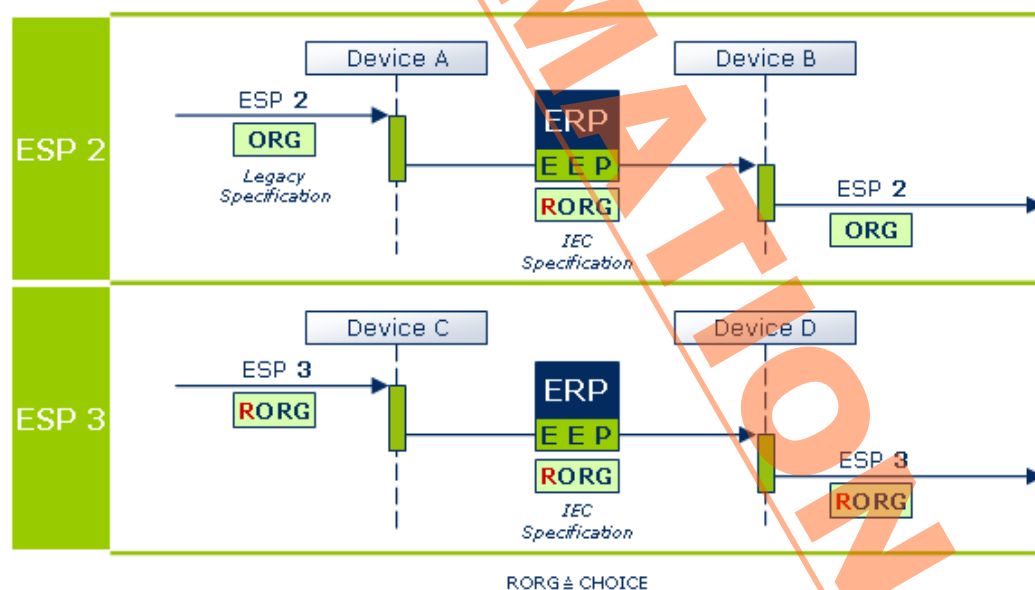 ESP 2
Device A
Device B
ESP 2
ORG
Legacy
Specification
ERP
EEP
RORG
IEC
Specification
ESP 2
ORG
ESP 3
Device C
Device D
ESP 3
RORG
ERP
EEP
RORG
IEC
Specification
ESP 3
RORG
RORG ≙ CHOICE
MATION